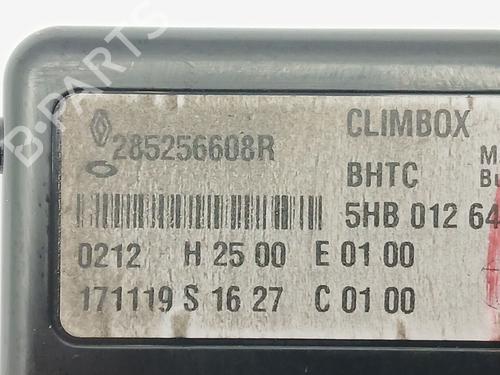 B-PARTS
CLIMBOX
285256608R
BHTC
5HB 012 64
0212 H 25 00 E 01 00
171119 S 16 27 C 01 00